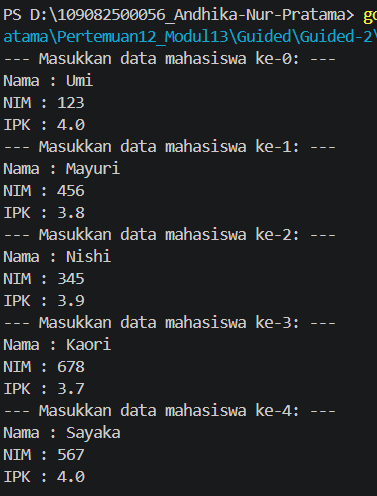 PS D:\109082500056_Andhika-Nur-Pratama> go
atama\Pertemuan12_Modul13\Guided\Guided-2\
--- Masukkan data mahasiswa ke-0: ---
Nama : Umi
NIM : 123
IPK : 4.0
--- Masukkan data mahasiswa ke-1: ---
Nama : Mayuri
NIM : 456
IPK : 3.8
--- Masukkan data mahasiswa ke-2: ---
Nama : Nishi
NIM : 345
IPK : 3.9
--- Masukkan data mahasiswa ke-3: ---
Nama : Kaori
NIM : 678
IPK : 3.7
--- Masukkan data mahasiswa ke-4: ---
Nama : Sayaka
NIM : 567
IPK : 4.0